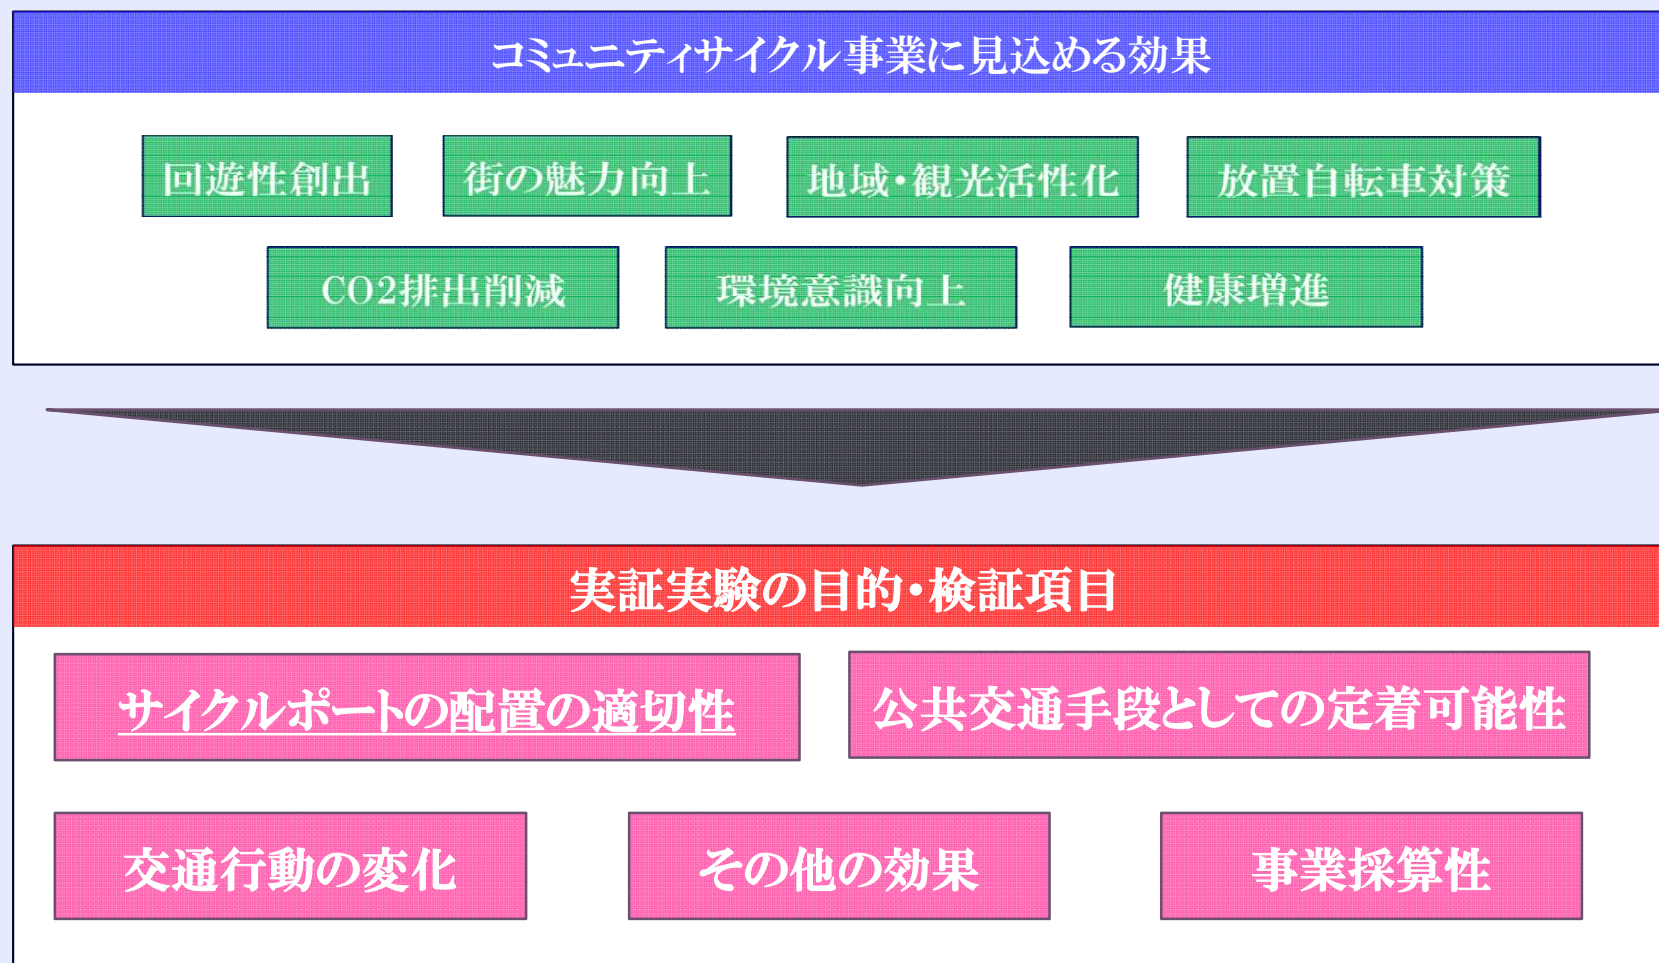 コミュニティサイクル事業に見込める効果
回遊性創出
街の魅力向上
地域・観光活性化
放置自転車対策
CO2排出削減
環境意識向上
健康増進
実証実験の目的・検証項目
サイクルポートの配置の適切性
公共交通手段としての定着可能性
交通行動の変化
その他の効果
事業採算性